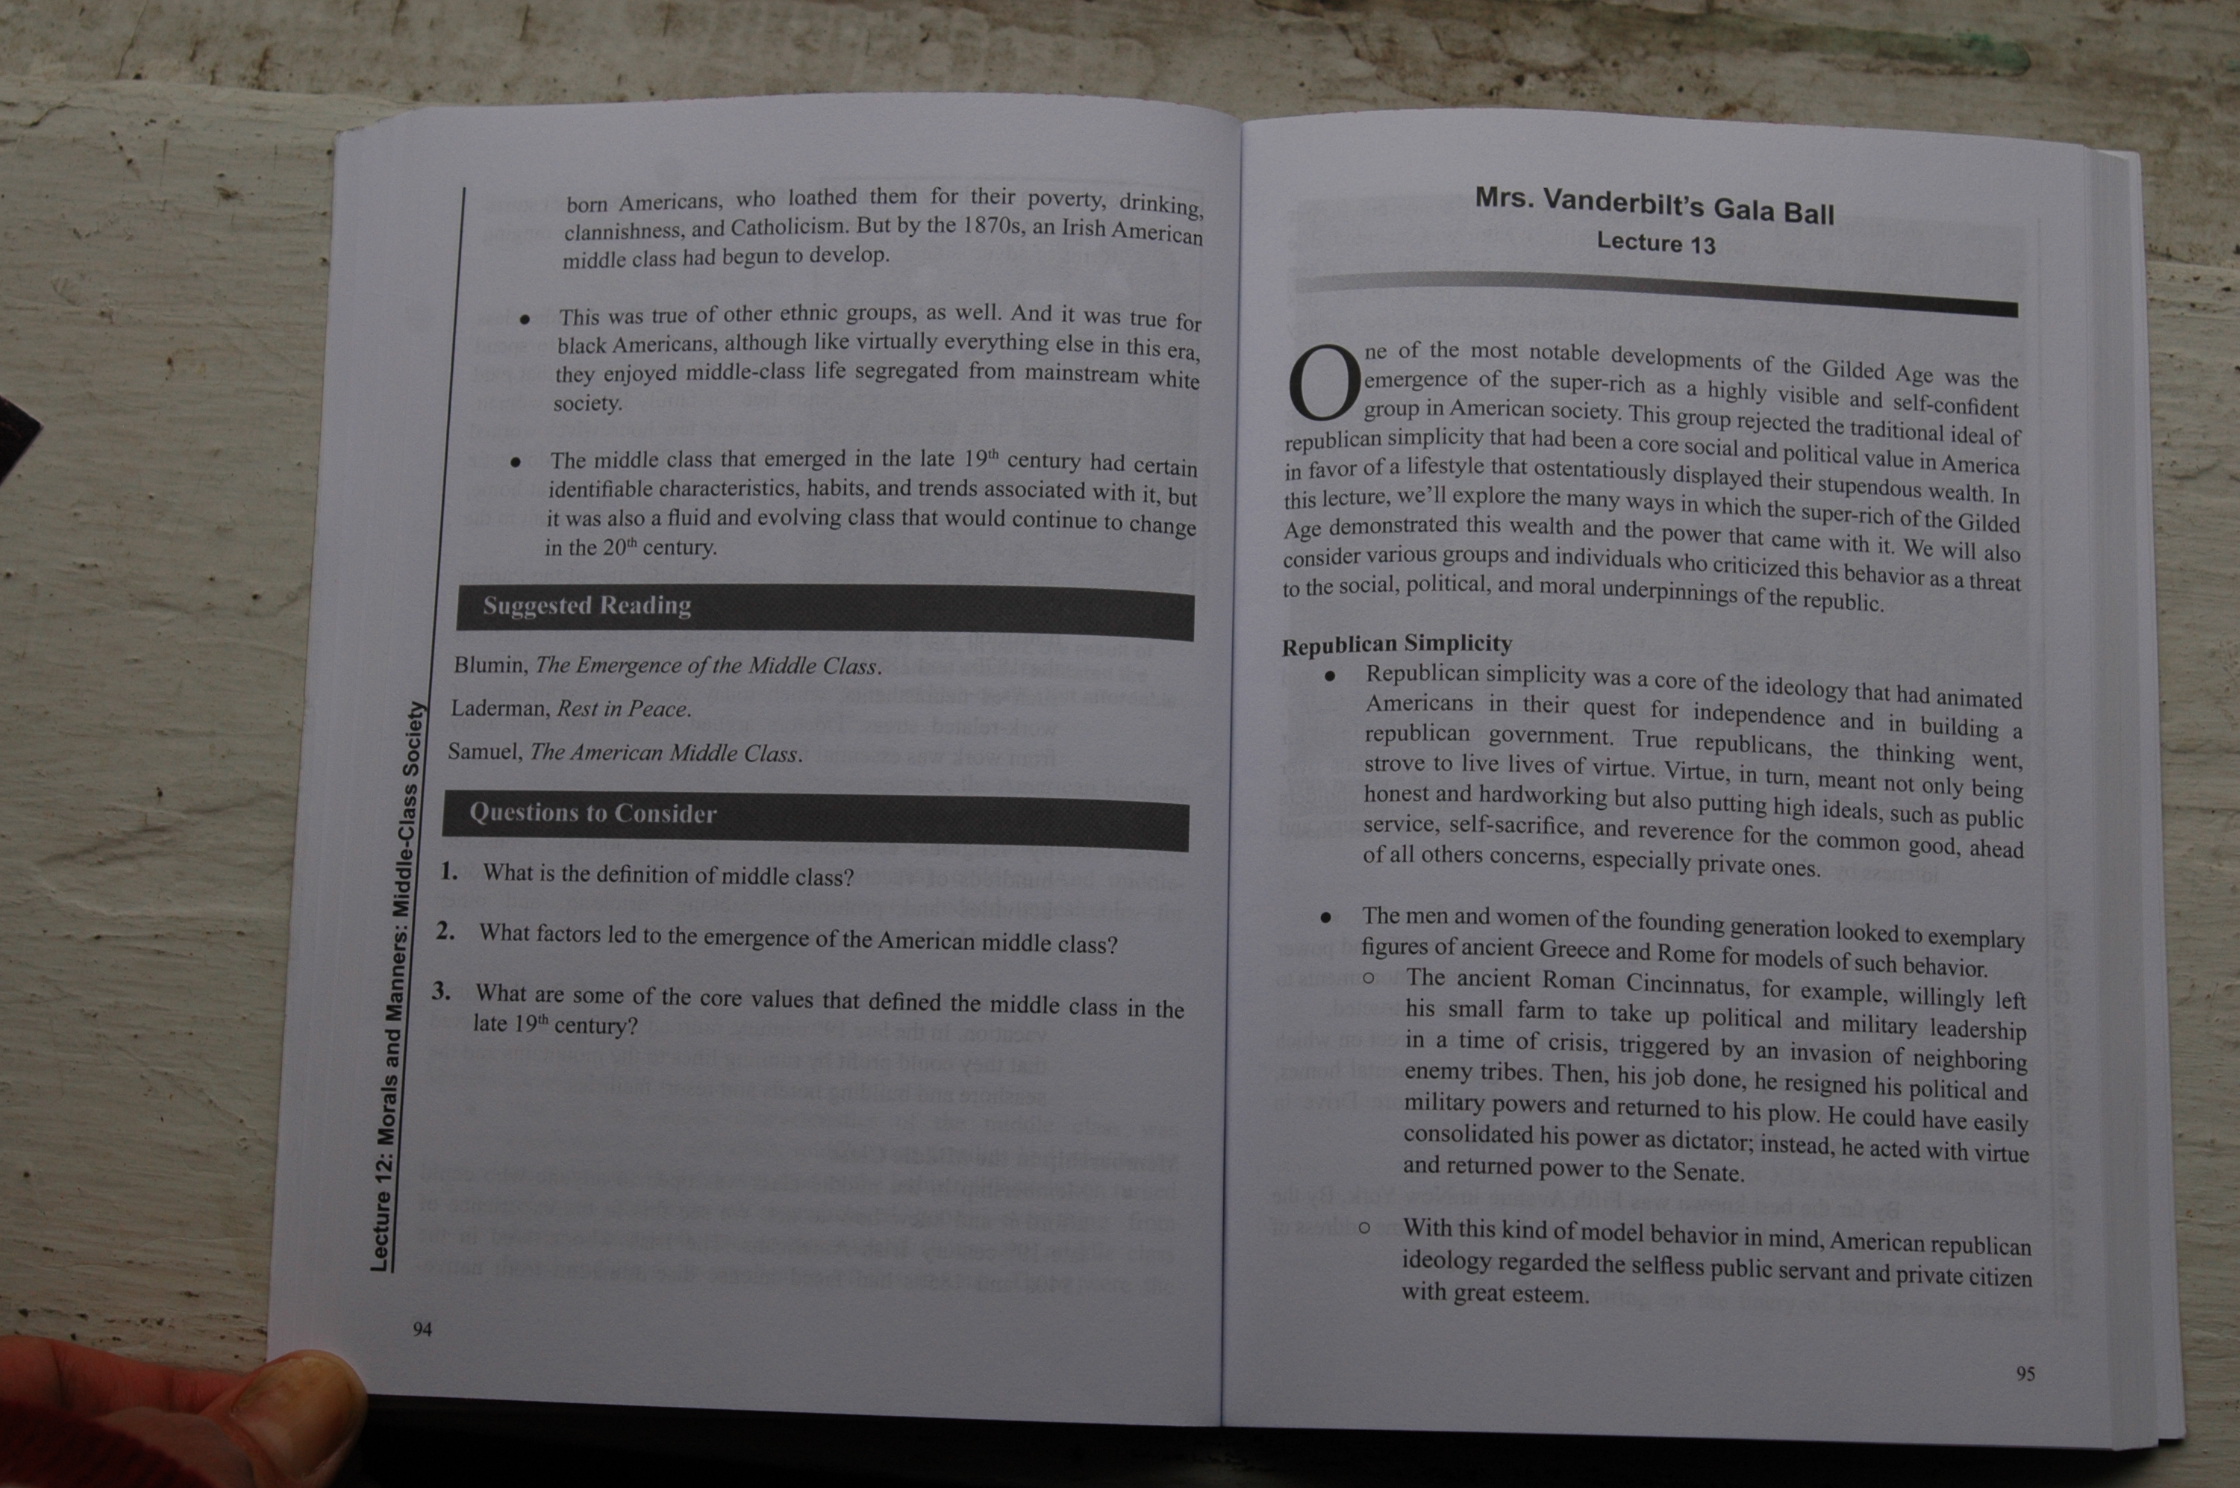 born Americans, who loathed them for their poverty, drinking,
clannishness, and Catholicism. But by the 1870s, an Irish American
middle class had begun to develop.
● This was true of other ethnic groups, as well. And it was true for
black Americans, although like virtually everything else in this era,
they enjoyed middle-class life segregated from mainstream white
society.
● The middle class that emerged in the late 19th century had certain
identifiable characteristics, habits, and trends associated with it, but
it was also a fluid and evolving class that would continue to change
in the 20th century.
Suggested Reading
Blumin, The Emergence of the Middle Class.
Laderman, Rest in Peace.
Samuel, The American Middle Class.
Questions to Consider
1. What is the definition of middle class?
2. What factors led to the emergence of the American middle class?
3. What are some of the core values that defined the middle class in the
late 19th century?
Lecture 12: Morals and Manners: Middle-Class Society
94
Mrs. Vanderbilt's Gala Ball
Lecture 13
One of the most notable developments of the Gilded Age was the
emergence of the super-rich as a highly visible and self-confident
group in American society. This group rejected the traditional ideal of
republican simplicity that had been a core social and political value in America
in favor of a lifestyle that ostentatiously displayed their stupendous wealth. In
this lecture, we'll explore the many ways in which the super-rich of the Gilded
Age demonstrated this wealth and the power that came with it. We will also
consider various groups and individuals who criticized this behavior as a threat
to the social, political, and moral underpinnings of the republic.
Republican Simplicity
● Republican simplicity was a core of the ideology that had animated
Americans in their quest for independence and in building a
republican government. True republicans, the thinking went,
strove to live lives of virtue. Virtue, in turn, meant not only being
honest and hardworking but also putting high ideals, such as public
service, self-sacrifice, and reverence for the common good, ahead
of all others concerns, especially private ones.
● The men and women of the founding generation looked to exemplary
figures of ancient Greece and Rome for models of such behavior.
○ The ancient Roman Cincinnatus, for example, willingly left
his small farm to take up political and military leadership
in a time of crisis, triggered by an invasion of neighboring
enemy tribes. Then, his job done, he resigned his political and
military powers and returned to his plow. He could have easily
consolidated his power as dictator; instead, he acted with virtue
and returned power to the Senate.
○ With this kind of model behavior in mind, American republican
ideology regarded the selfless public servant and private citizen
with great esteem.
95